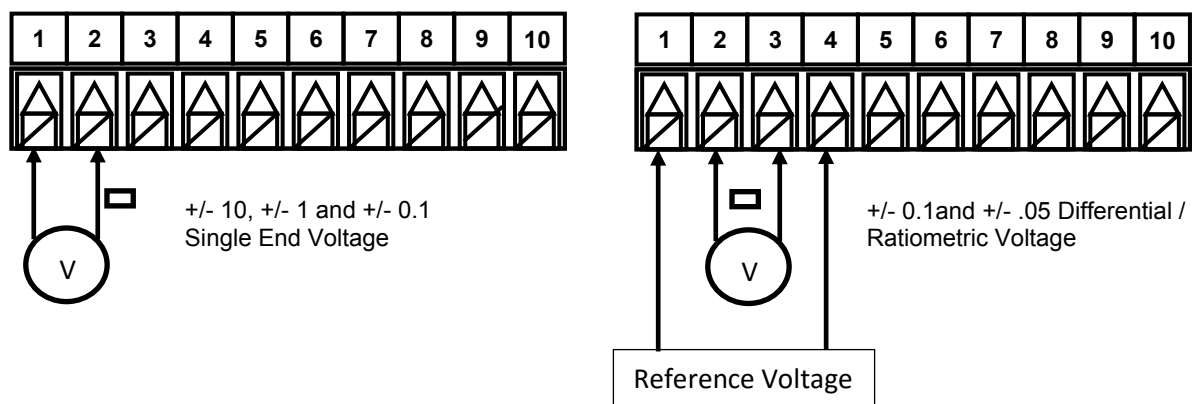 1 2 3 4 5 6 7 8 9 10
V
+/- 10, +/- 1 and +/- 0.1
Single End Voltage
1 2 3 4 5 6 7 8 9 10
V
+/- 0.1and +/- .05 Differential /
Ratiometric Voltage
Reference Voltage